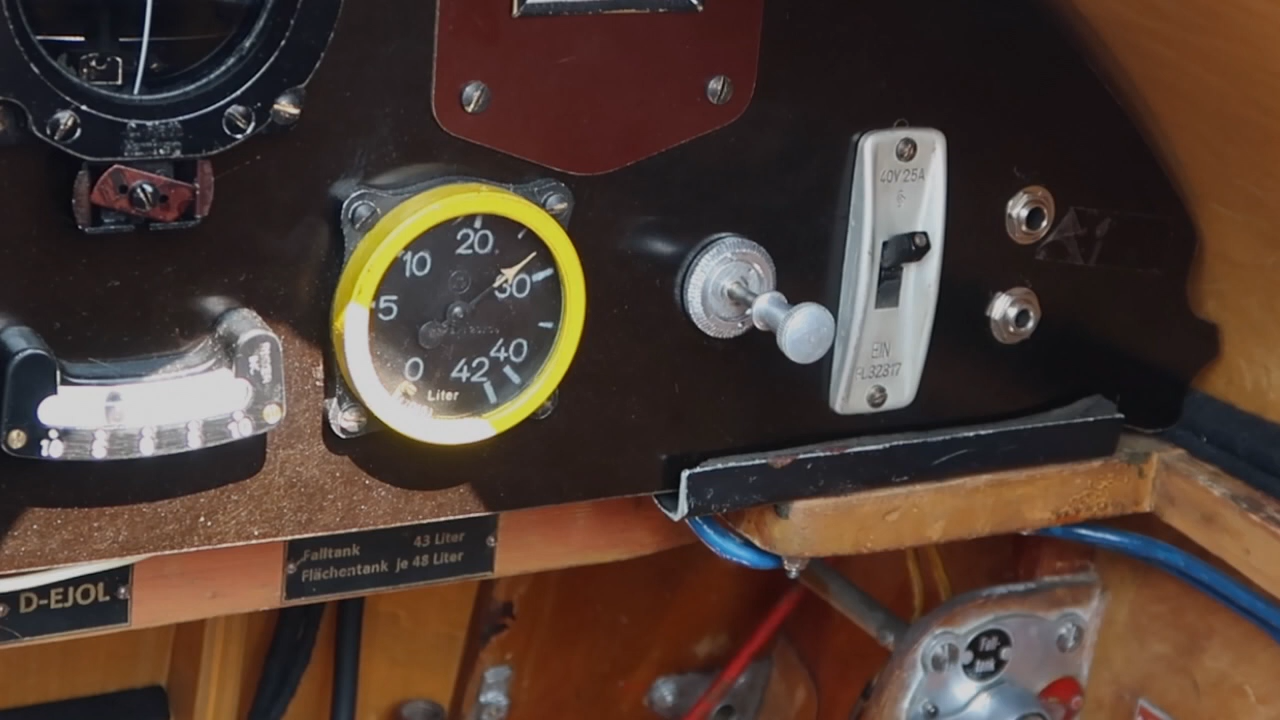 40V 25A
20
10
30
5
40
0
42
Liter
EIN
FL32317
Falltank 43 Liter
Flächentank je 48 Liter
D-EJOL
Fall-
tank